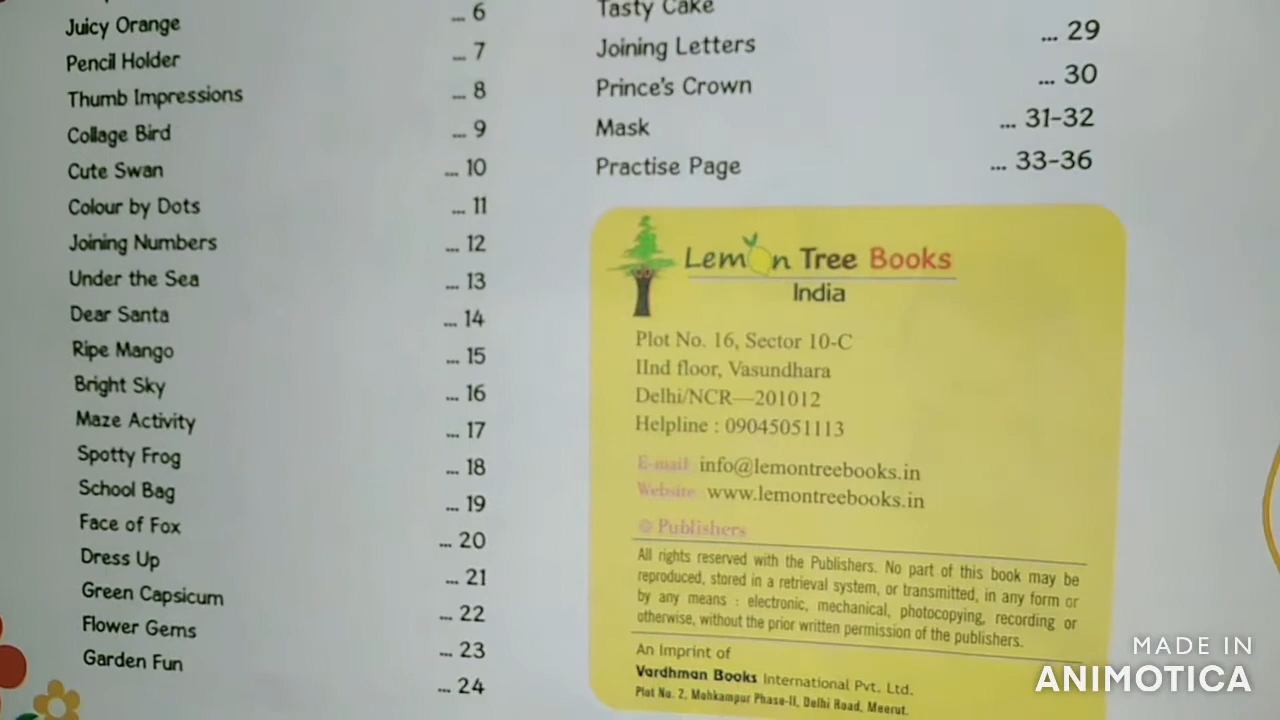 Juicy Orange ... 6
Pencil Holder ... 7
Thumb Impressions ... 8
Collage Bird ... 9
Cute Swan ... 10
Colour by Dots ... 11
Joining Numbers ... 12
Under the Sea ... 13
Dear Santa ... 14
Ripe Mango ... 15
Bright Sky ... 16
Maze Activity ... 17
Spotty Frog ... 18
School Bag ... 19
Face of Fox ... 20
Dress Up ... 21
Green Capsicum ... 22
Flower Gems ... 23
Garden Fun ... 24
Tasty Cake
Joining Letters ... 29
Prince's Crown ... 30
Mask ... 31-32
Practise Page ... 33-36
Lemon Tree Books
India
Plot No. 16, Sector 10-C
IInd floor, Vasundhara
Delhi/NCR—201012
Helpline : 09045051113
E-mail info@lemontreebooks.in
Website www.lemontreebooks.in
© Publishers
All rights reserved with the Publishers. No part of this book may be
reproduced, stored in a retrieval system, or transmitted, in any form or
by any means : electronic, mechanical, photocopying, recording or
otherwise, without the prior written permission of the publishers.
An Imprint of
Vardhman Books International Pvt. Ltd.
Plot No. 2, Mohkampur Phase-II, Delhi Road, Meerut.
MADE IN
ANIMOTICA